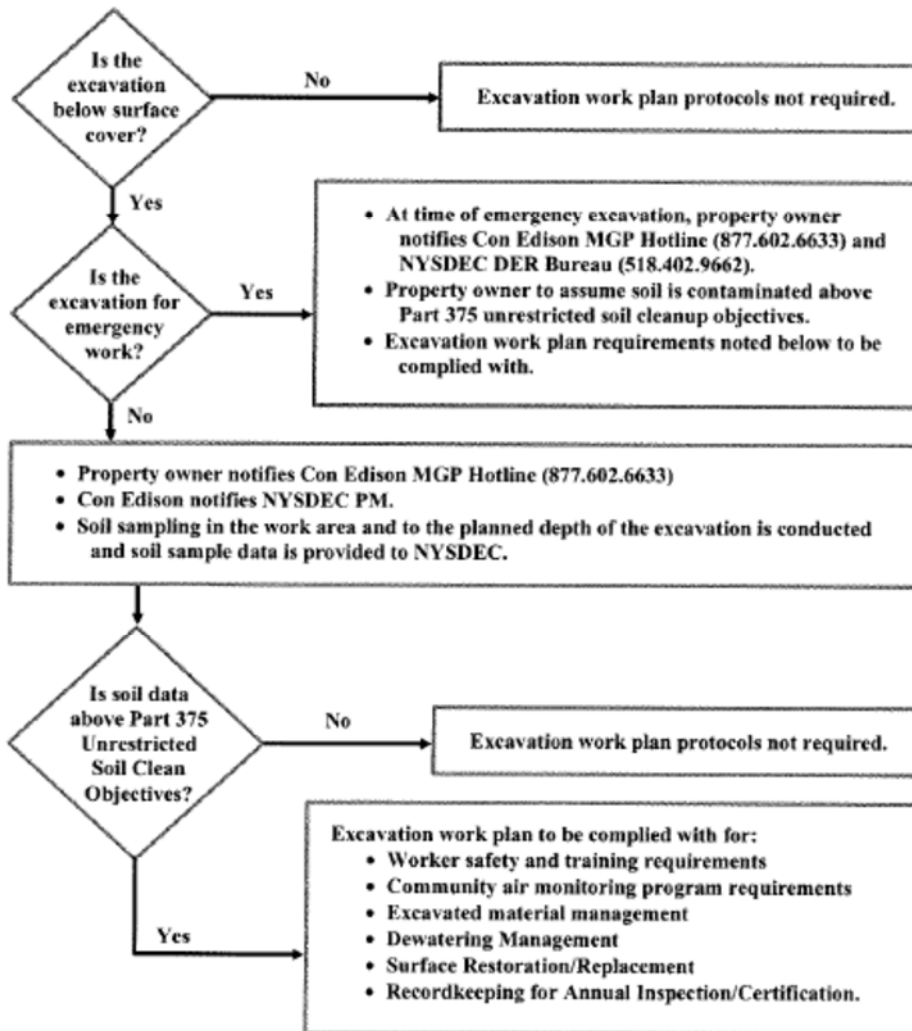 Is the
excavation
below surface
cover?
No
Excavation work plan protocols not required.
Yes
Is the
excavation for
emergency
work?
Yes
• At time of emergency excavation, property owner
notifies Con Edison MGP Hotline (877.602.6633) and
NYSDEC DER Bureau (518.402.9662).
• Property owner to assume soil is contaminated above
Part 375 unrestricted soil cleanup objectives.
• Excavation work plan requirements noted below to be
complied with.
No
• Property owner notifies Con Edison MGP Hotline (877.602.6633)
• Con Edison notifies NYSDEC PM.
• Soil sampling in the work area and to the planned depth of the excavation is conducted
and soil sample data is provided to NYSDEC.
Is soil data
above Part 375
Unrestricted
Soil Clean
Objectives?
No
Excavation work plan protocols not required.
Yes
Excavation work plan to be complied with for:
• Worker safety and training requirements
• Community air monitoring program requirements
• Excavated material management
• Dewatering Management
• Surface Restoration/Replacement
• Recordkeeping for Annual Inspection/Certification.